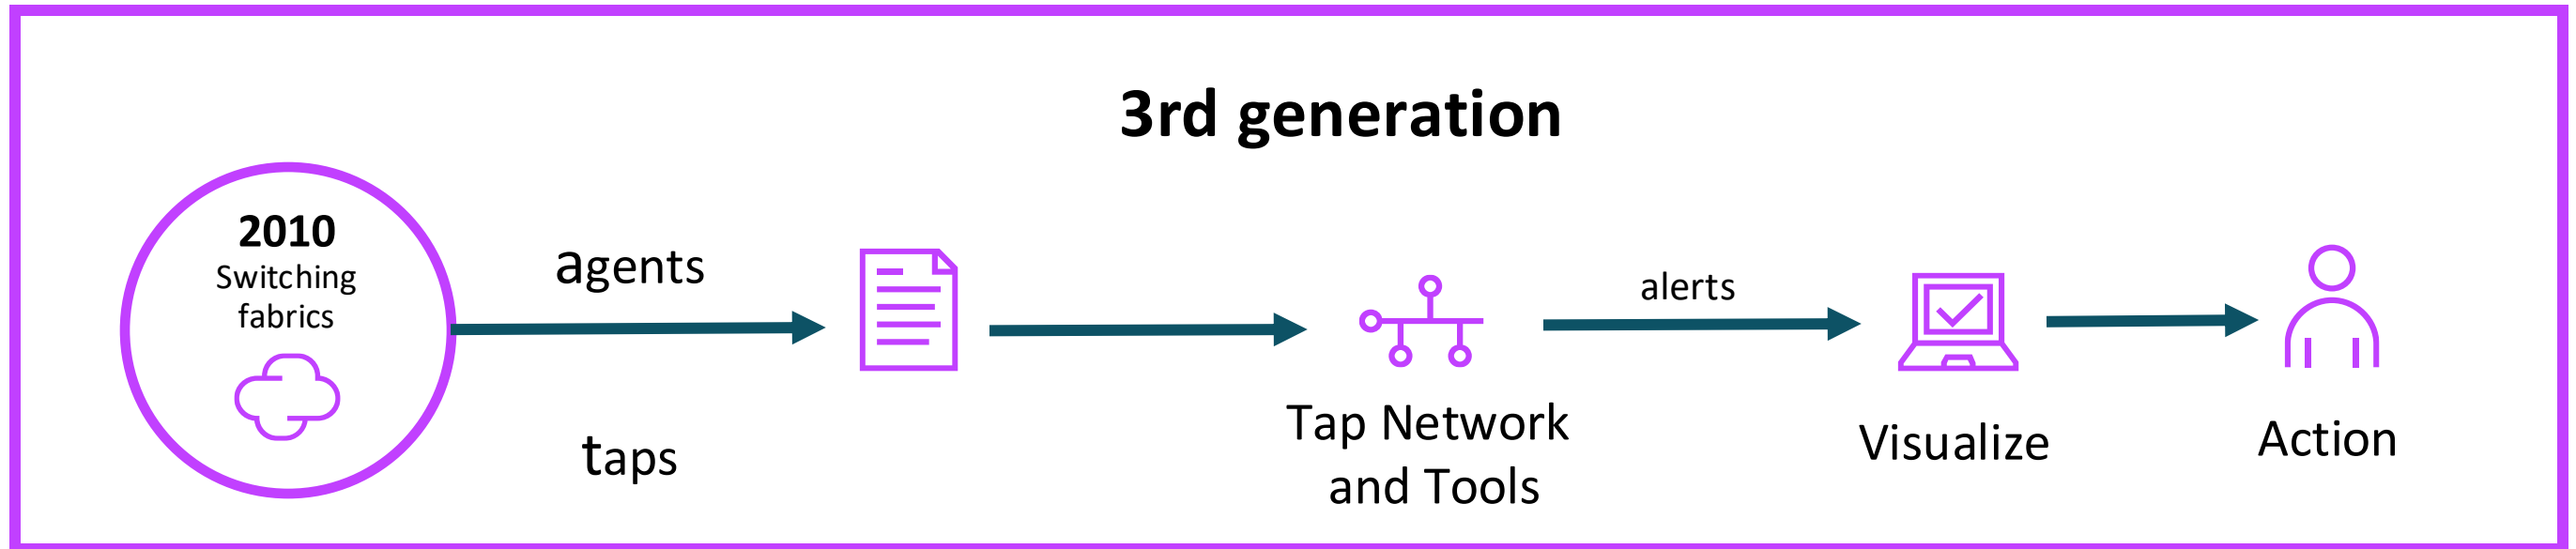 3rd generation
2010
Switching
fabrics
agents
taps
Tap Network
and Tools
alerts
Visualize
Action